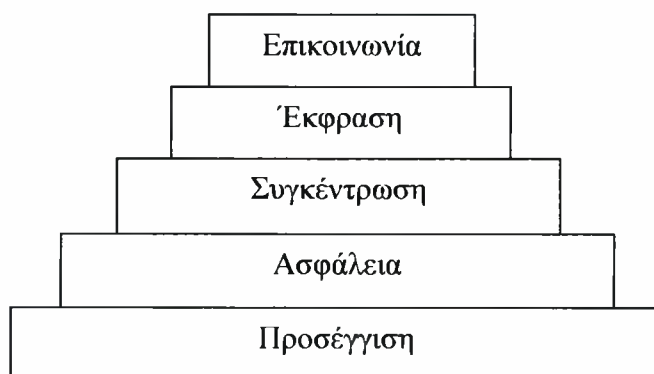 Επικοινωνία
Έκφραση
Συγκέντρωση
Ασφάλεια
Προσέγγιση